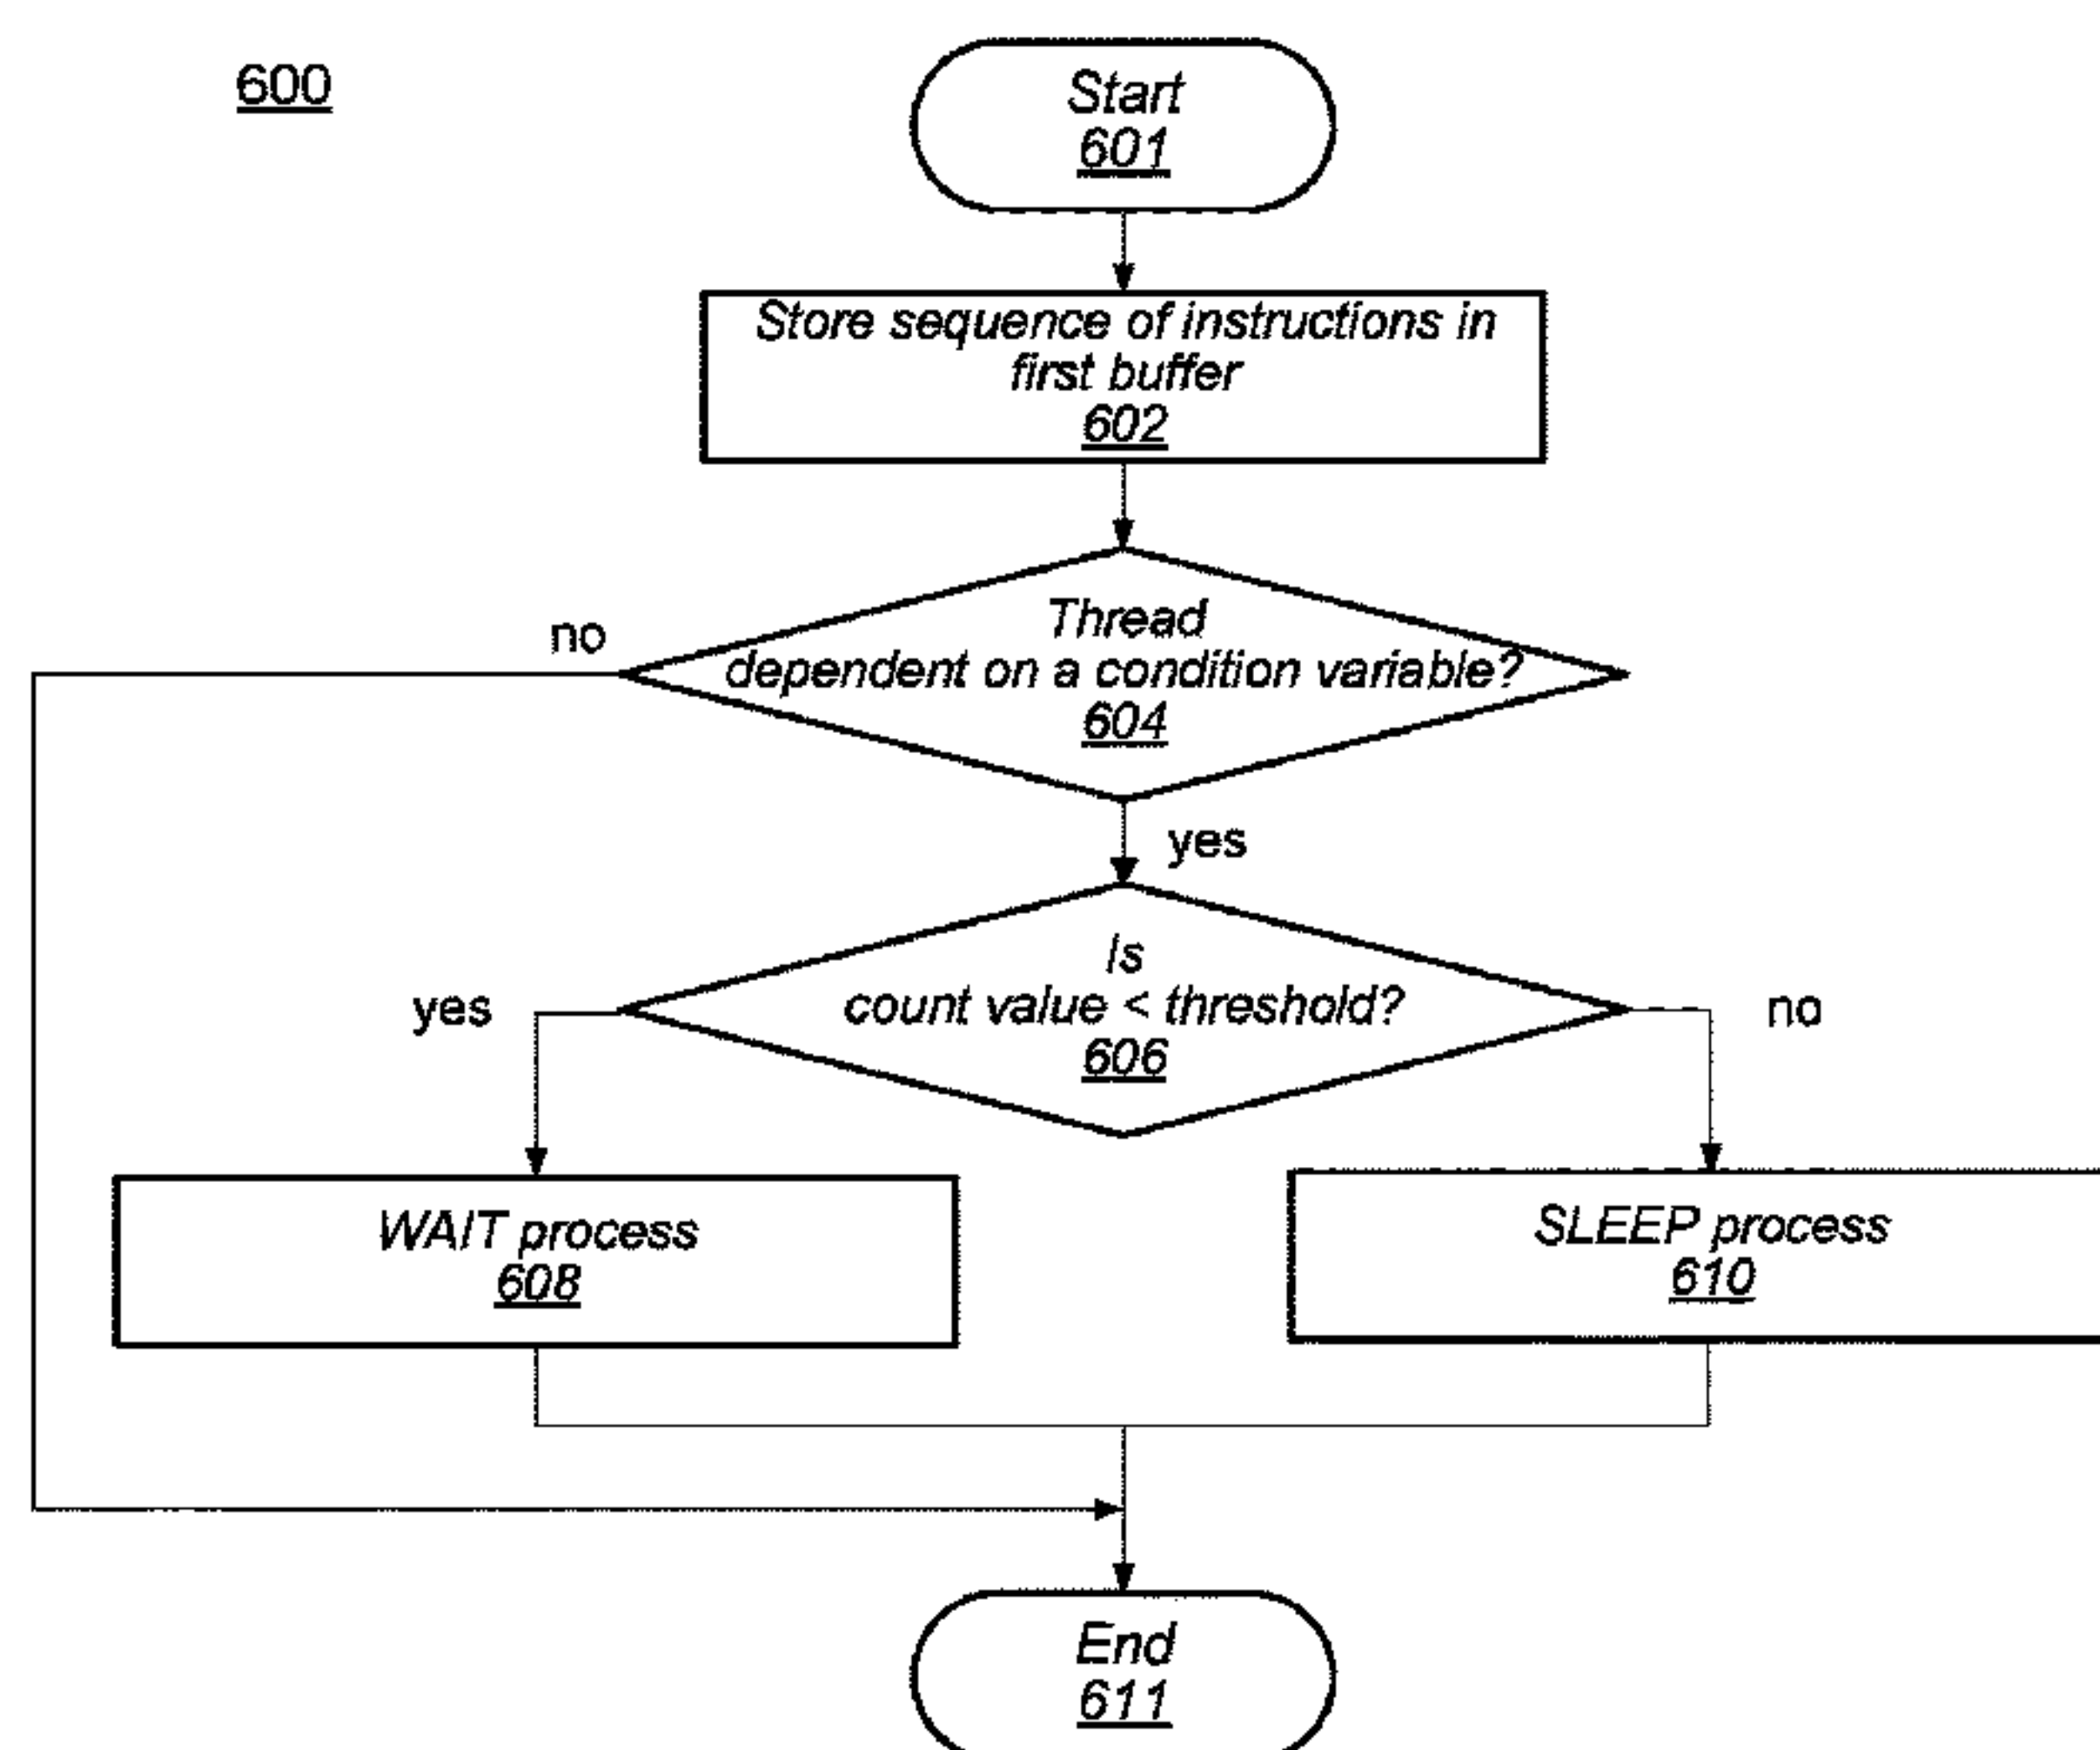 600
Start
601
Store sequence of instructions in
first buffer
602
Thread
dependent on a condition variable?
604
no
yes
Is
count value < threshold?
606
yes
no
WAIT process
608
SLEEP process
610
End
611